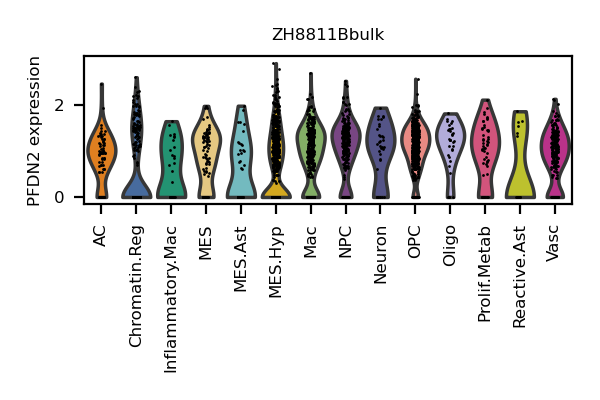 ZH8811Bbulk
PFDN2 expression
2
0
AC
Chromatin.Reg
Inflammatory.Mac
MES
MES.Ast
MES.Hyp
Mac
NPC
Neuron
OPC
Oligo
Prolif.Metab
Reactive.Ast
Vasc